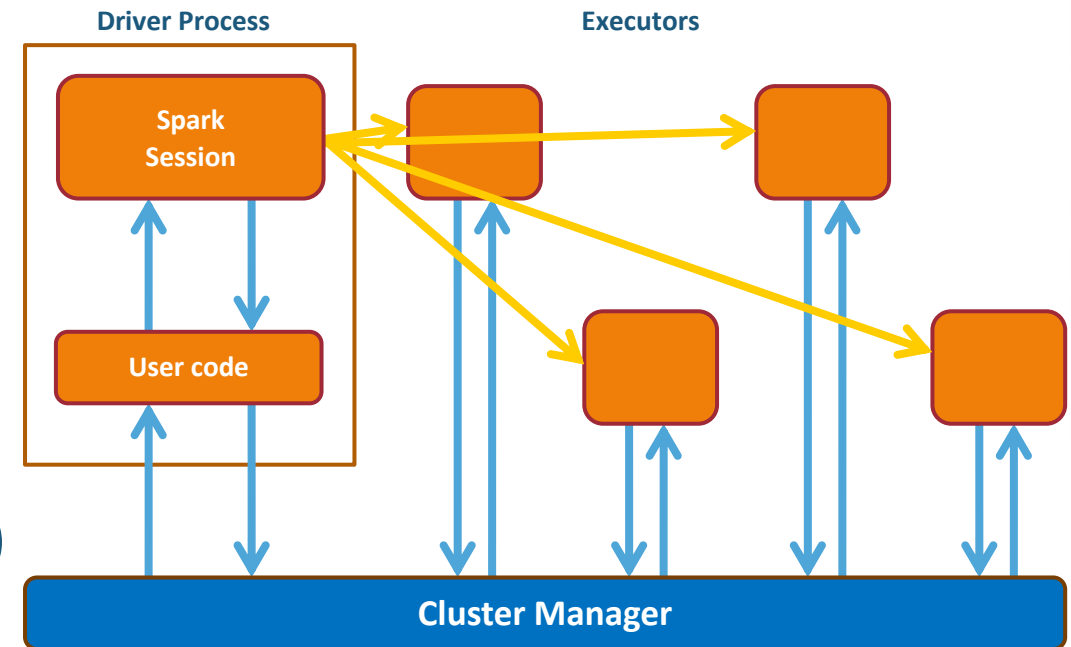 Driver Process
Executors
Spark
Session
User code
Cluster Manager